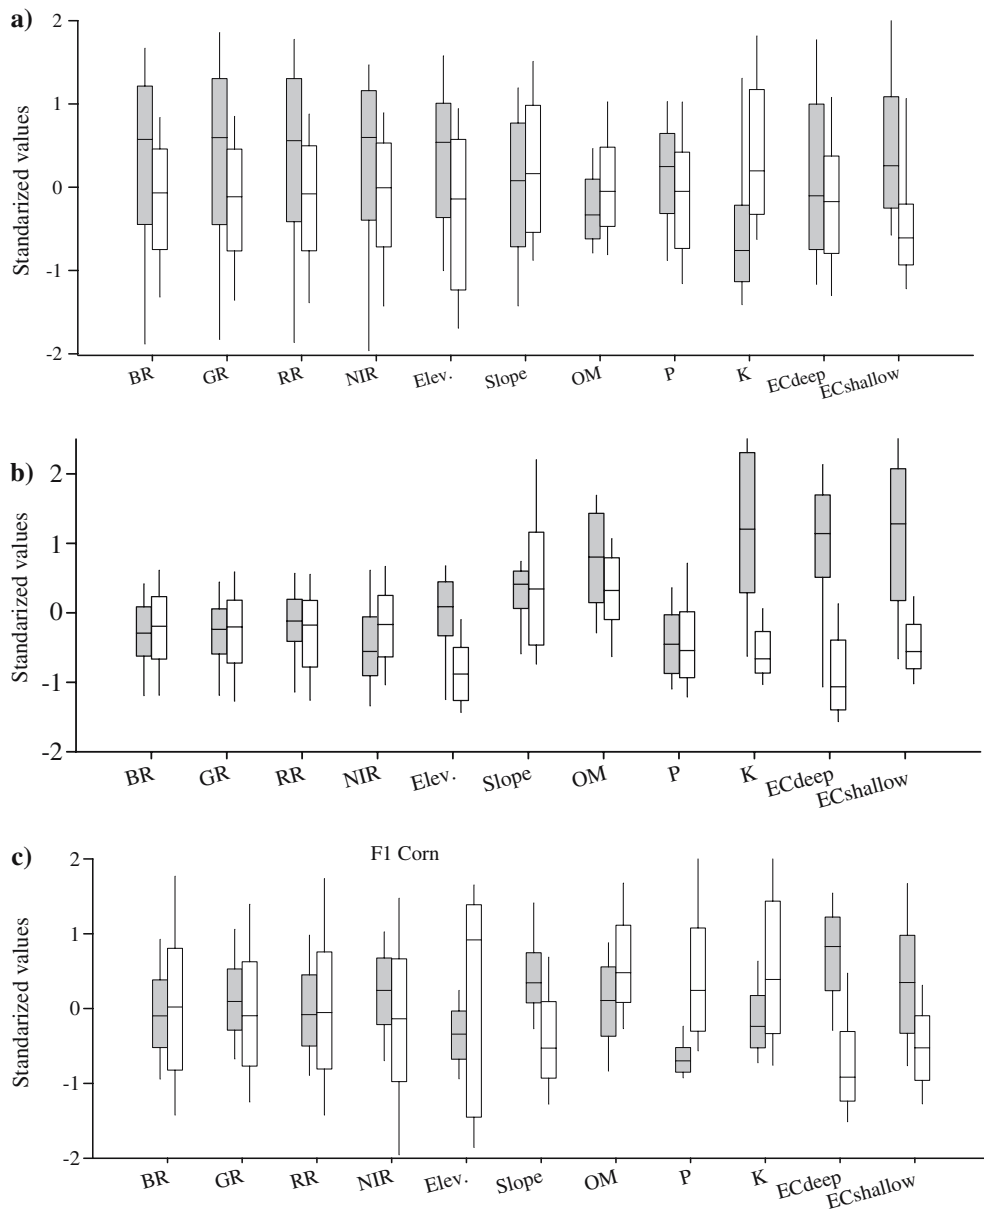 a)
2
1
0
-1
-2
Standarized values
BR GR RR NIR Elev. Slope OM P K ECdeep ECshallow
b)
2
1
0
-1
-2
Standarized values
BR GR RR NIR Elev. Slope OM P K ECdeep ECshallow
c)
F1 Corn
2
1
0
-1
-2
Standarized values
BR GR RR NIR Elev. Slope OM P K ECdeep ECshallow